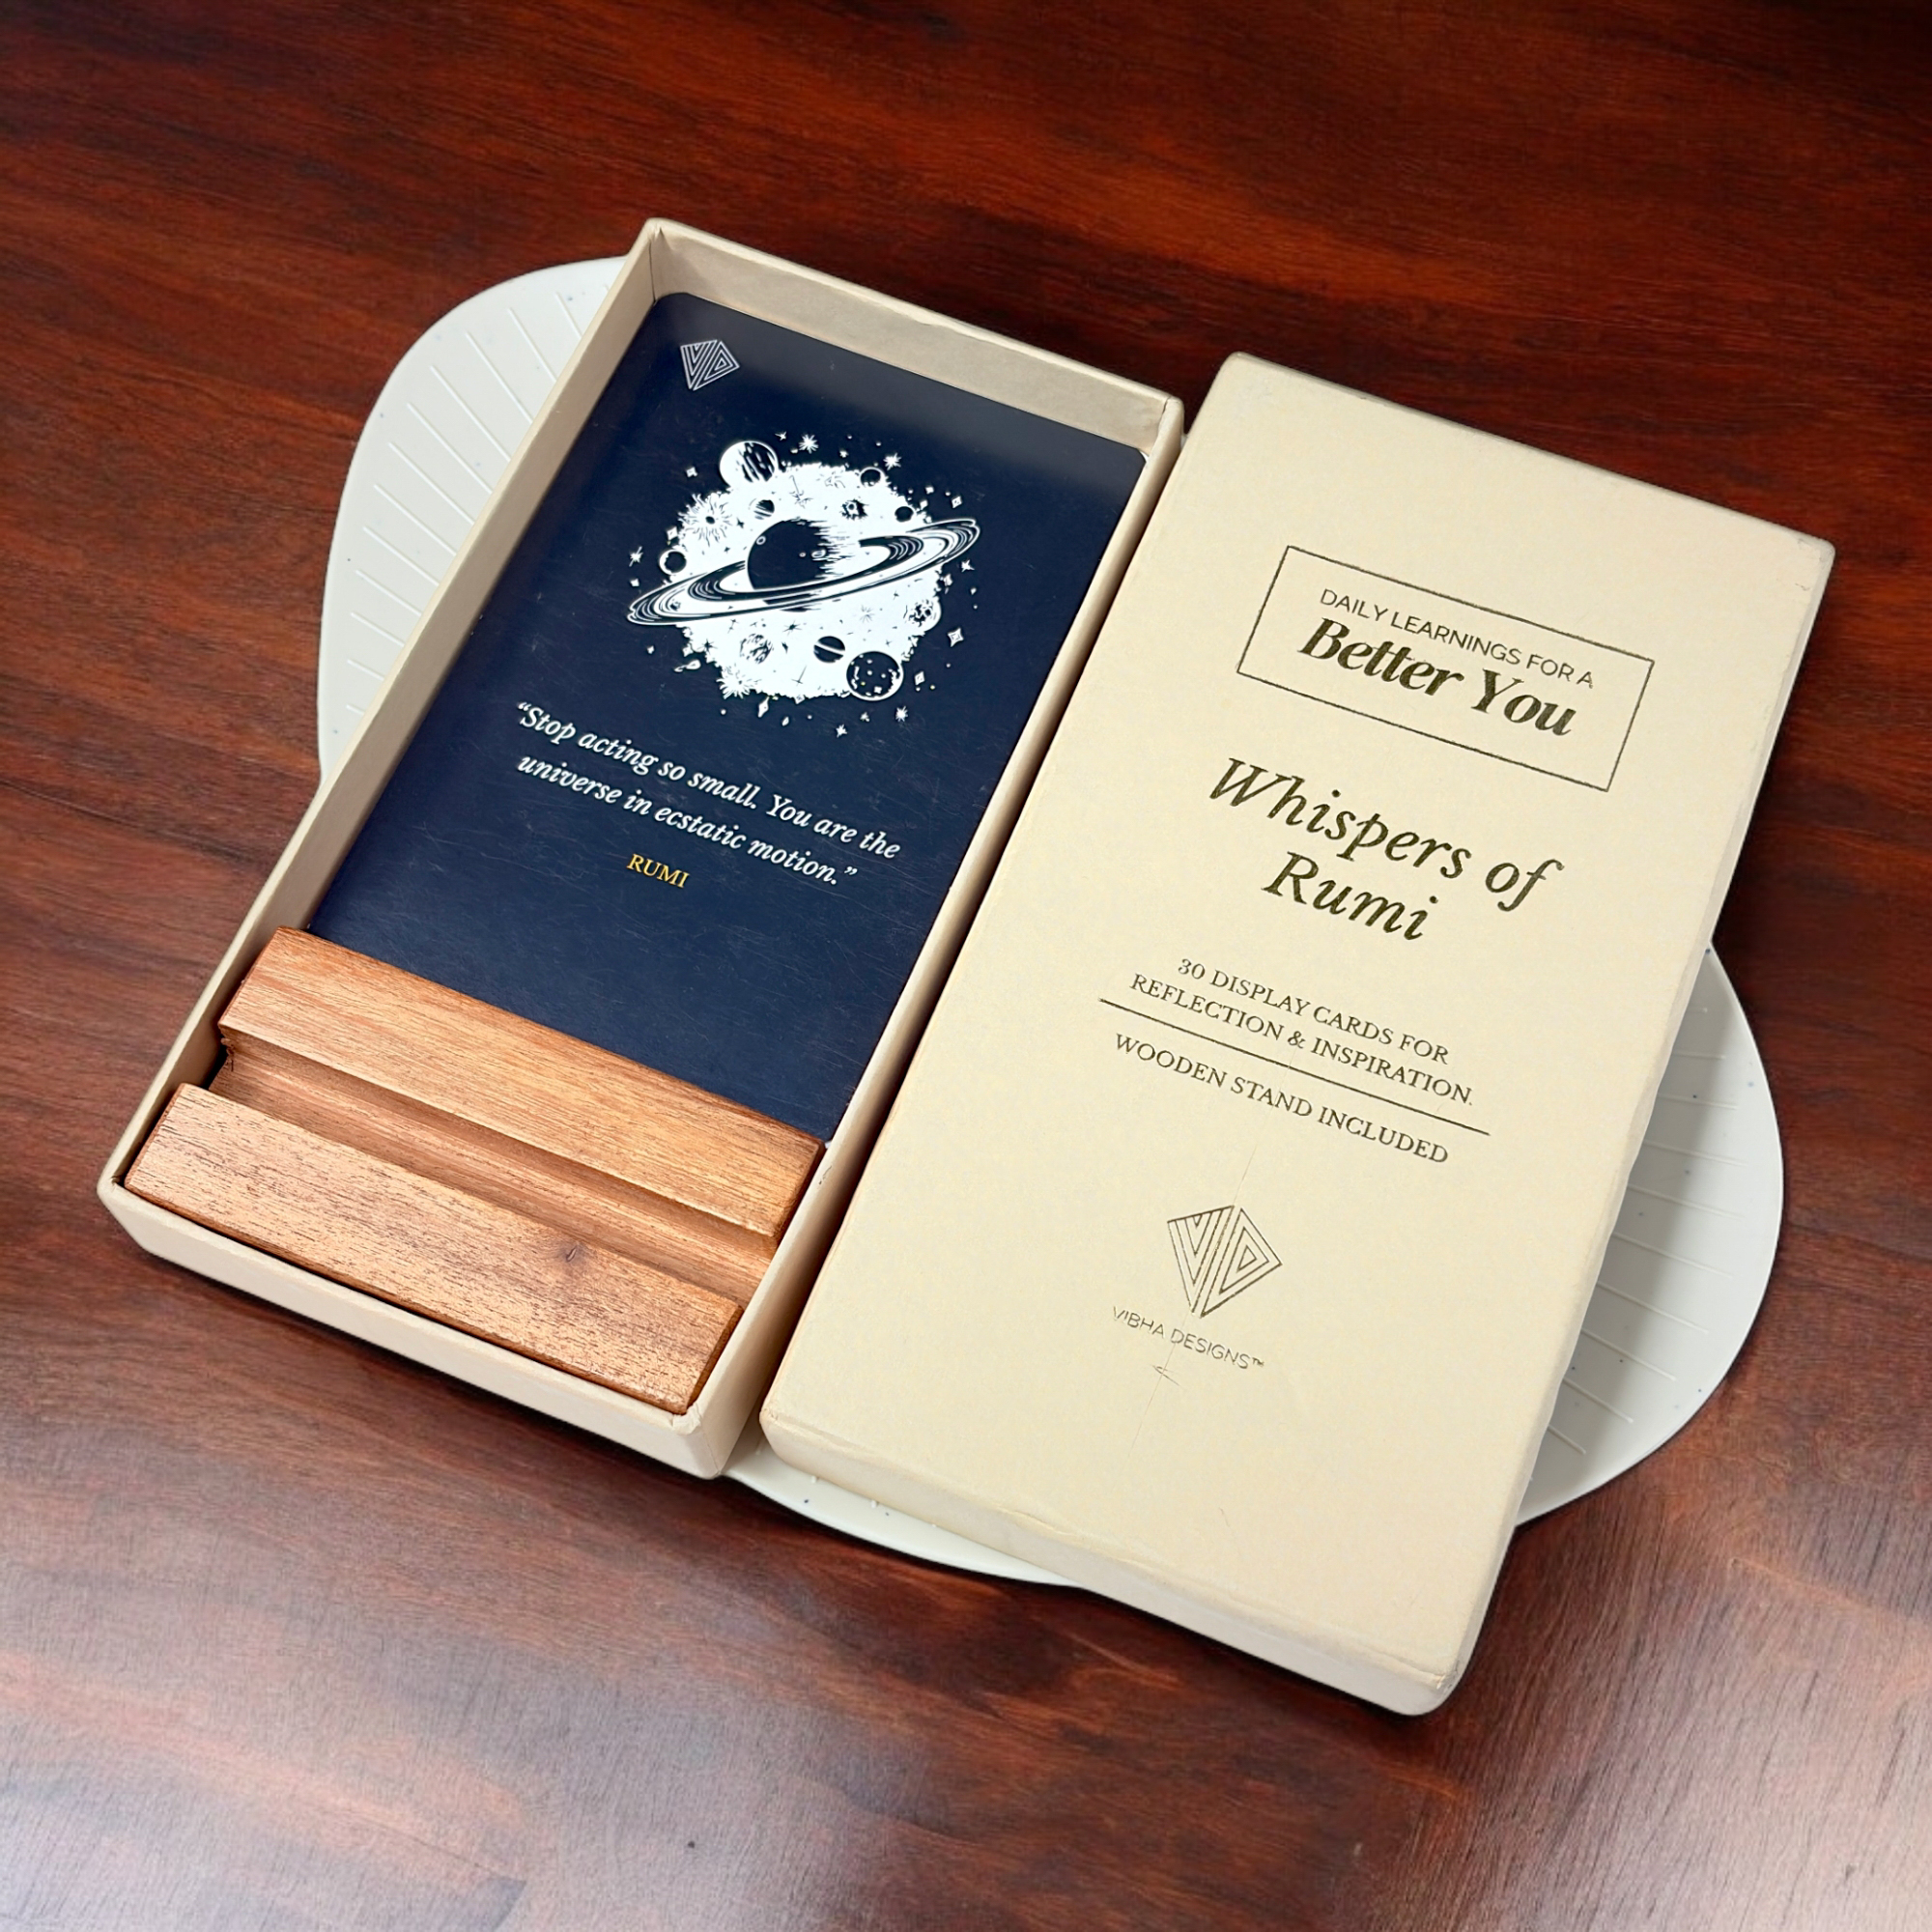 “Stop acting so small. You are the
universe in ecstatic motion.”
RUMI
DAILY LEARNINGS FOR A
Better You
Whispers of
Rumi
30 DISPLAY CARDS FOR
REFLECTION & INSPIRATION.
WOODEN STAND INCLUDED
VIBHA DESIGNS™